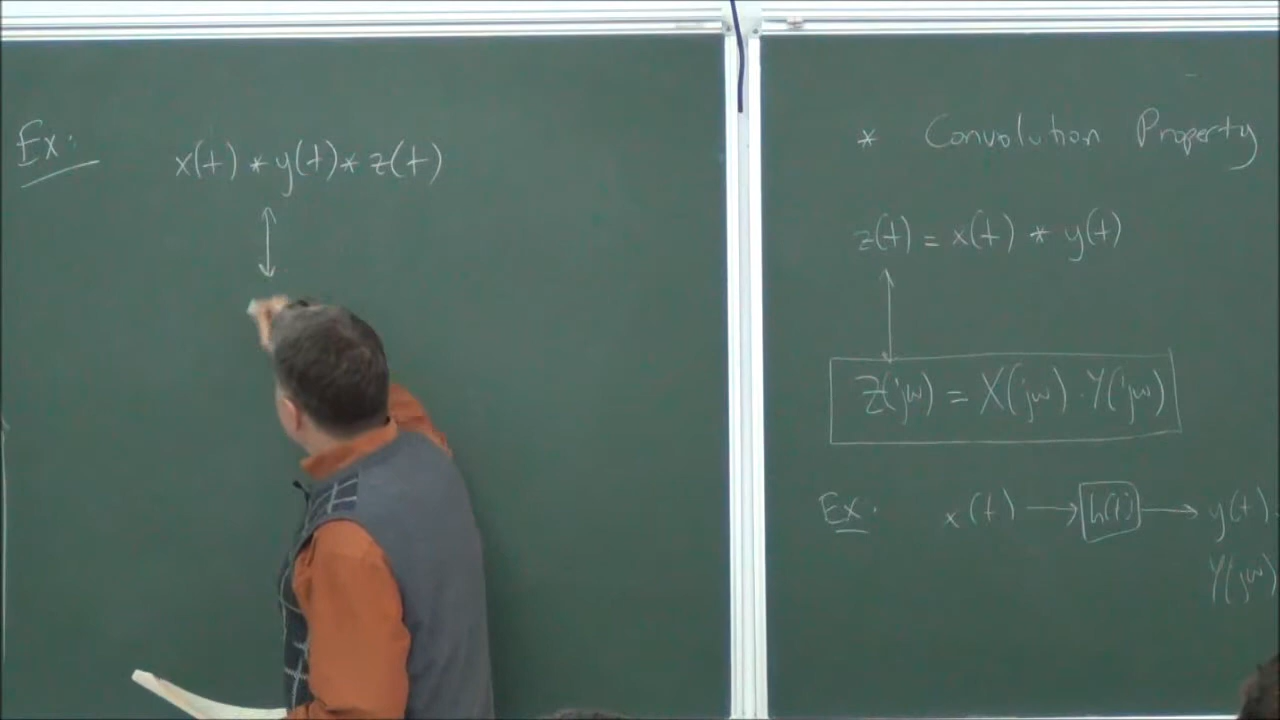 Ex:
x(t) * y(t) * z(t)
* Convolution Property
z(t) = x(t) * y(t)
Z(jω) = X(jω) · Y(jω)
Ex: x(t) → h(t) → y(t)
Y(jω)